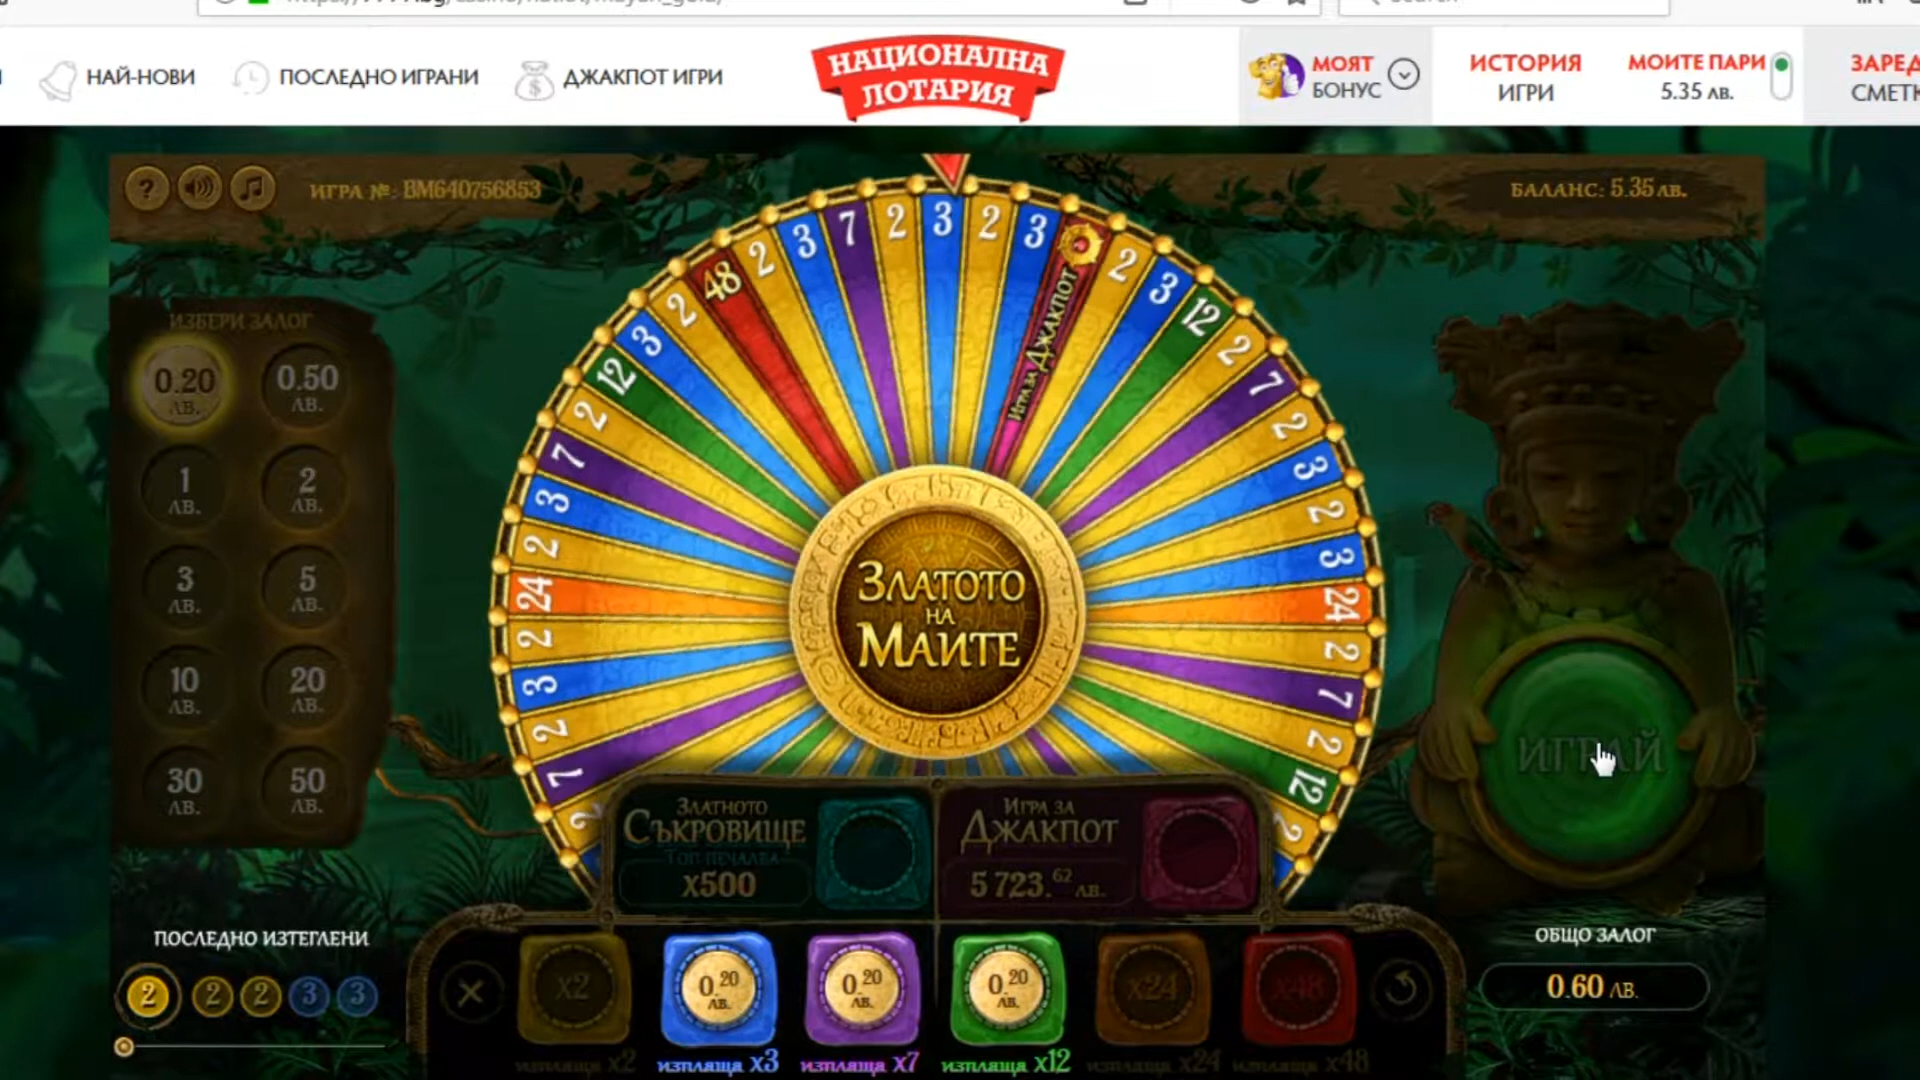 НАЙ-НОВИ
ПОСЛЕДНО ИГРАНИ
ДЖАКПОТ ИГРИ
НАЦИОНАЛНА
ЛОТАРИЯ
МОЯТ
БОНУС
ИСТОРИЯ
ИГРИ
МОИТЕ ПАРИ
5.35 лв.
?
ИГРА №: BM640756853
БАЛАНС: 5.35 лв.
2 48 2 3 7 2 3 2 3 2 3 12 2 7 2 3 2 3 24 2 7 2 12 2
Игра за Джакпот
3 12 2 7 3 2 24 2 3 2 7 2
ИЗБЕРИ ЗАЛОГ
0.20 ЛВ.
0.50 ЛВ.
1 ЛВ.
2 ЛВ.
3 ЛВ.
5 ЛВ.
10 ЛВ.
20 ЛВ.
30 ЛВ.
50 ЛВ.
ЗЛАТОТО
НА
МАИТЕ
ИГРАЙ
ЗЛАТНОТО
СЪКРОВИЩЕ
ТОП ПЕЧАЛБА
x500
ИГРА ЗА
ДЖАКПОТ
5 723.62 ЛВ.
ПОСЛЕДНО ИЗТЕГЛЕНИ
2 2 2 3 3
ОБЩО ЗАЛОГ
0.60 ЛВ.
x2
0.20 ЛВ.
0.20 ЛВ.
0.20 ЛВ.
x24
x48
изплаща x2
изплаща x3
изплаща x7
изплаща x12
изплаща x24
изплаща x48